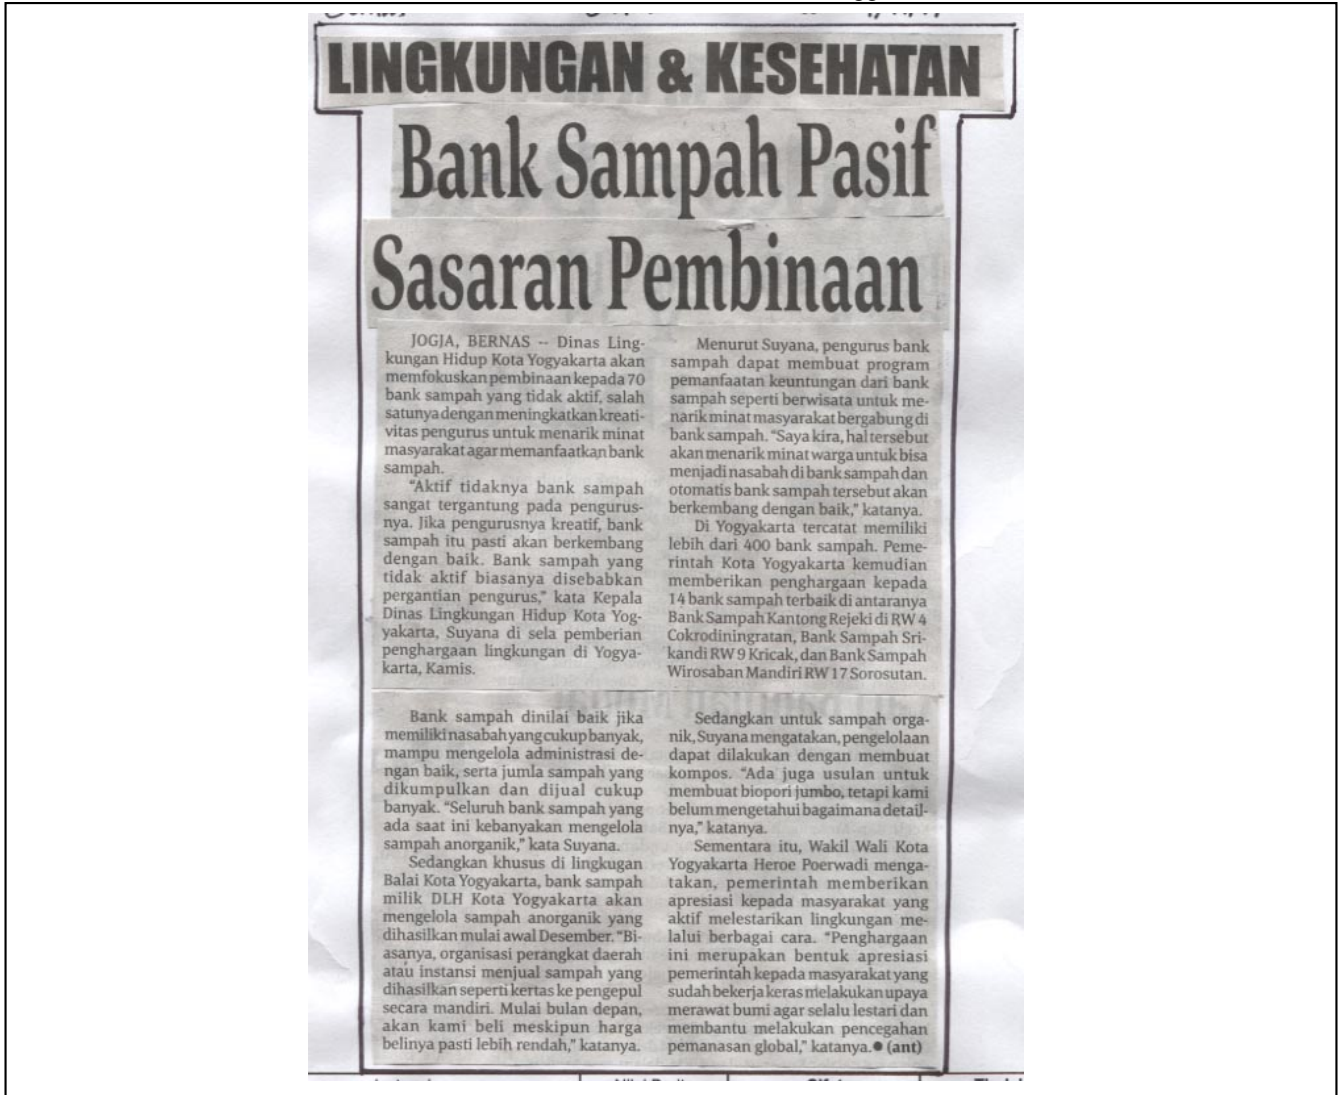 LINGKUNGAN & KESEHATAN
Bank Sampah Pasif
Sasaran Pembinaan
JOGJA, BERNAS -- Dinas Ling-
kungan Hidup Kota Yogyakarta akan
memfokuskan pembinaan kepada 70
bank sampah yang tidak aktif, salah
satunya dengan meningkatkan kreati-
vitas pengurus untuk menarik minat
masyarakat agar memanfaatkan bank
sampah.
"Aktif tidaknya bank sampah
sangat tergantung pada pengurus-
nya. Jika pengurusnya kreatif, bank
sampah itu pasti akan berkembang
dengan baik. Bank sampah yang
tidak aktif biasanya disebabkan
pergantian pengurus," kata Kepala
Dinas Lingkungan Hidup Kota Yog-
yakarta, Suyana di sela pemberian
penghargaan lingkungan di Yogya-
karta, Kamis.
Menurut Suyana, pengurus bank
sampah dapat membuat program
pemanfaatan keuntungan dari bank
sampah seperti berwisata untuk me-
narik minat masyarakat bergabung di
bank sampah. "Saya kira, hal tersebut
akan menarik minat warga untuk bisa
menjadi nasabah di bank sampah dan
otomatis bank sampah tersebut akan
berkembang dengan baik," katanya.
Di Yogyakarta tercatat memiliki
lebih dari 400 bank sampah. Peme-
rintah Kota Yogyakarta kemudian
memberikan penghargaan kepada
14 bank sampah terbaik di antaranya
Bank Sampah Kantong Rejeki di RW 4
Cokrodiningratan, Bank Sampah Sri-
kandi RW 9 Kricak, dan Bank Sampah
Wirosaban Mandiri RW 17 Sorosutan.
Bank sampah dinilai baik jika
memiliki nasabah yang cukup banyak,
mampu mengelola administrasi de-
ngan baik, serta jumla sampah yang
dikumpulkan dan dijual cukup
banyak. "Seluruh bank sampah yang
ada saat ini kebanyakan mengelola
sampah anorganik," kata Suyana.
Sedangkan khusus di lingkugan
Balai Kota Yogyakarta, bank sampah
milik DLH Kota Yogyakarta akan
mengelola sampah anorganik yang
dihasilkan mulai awal Desember. "Bi-
asanya, organisasi perangkat daerah
atau instansi menjual sampah yang
dihasilkan seperti kertas ke pengepul
secara mandiri. Mulai bulan depan,
akan kami beli meskipun harga
belinya pasti lebih rendah," katanya.
Sedangkan untuk sampah orga-
nik, Suyana mengatakan, pengelolaan
dapat dilakukan dengan membuat
kompos. "Ada juga usulan untuk
membuat biopori jumbo, tetapi kami
belum mengetahui bagaimana detail-
nya," katanya.
Sementara itu, Wakil Wali Kota
Yogyakarta Heroe Poerwadi menga-
takan, pemerintah memberikan
apresiasi kepada masyarakat yang
aktif melestarikan lingkungan me-
lalui berbagai cara. "Penghargaan
ini merupakan bentuk apresiasi
pemerintah kepada masyarakat yang
sudah bekerja keras melakukan upaya
merawat bumi agar selalu lestari dan
membantu melakukan pencegahan
pemanasan global," katanya.● (ant)